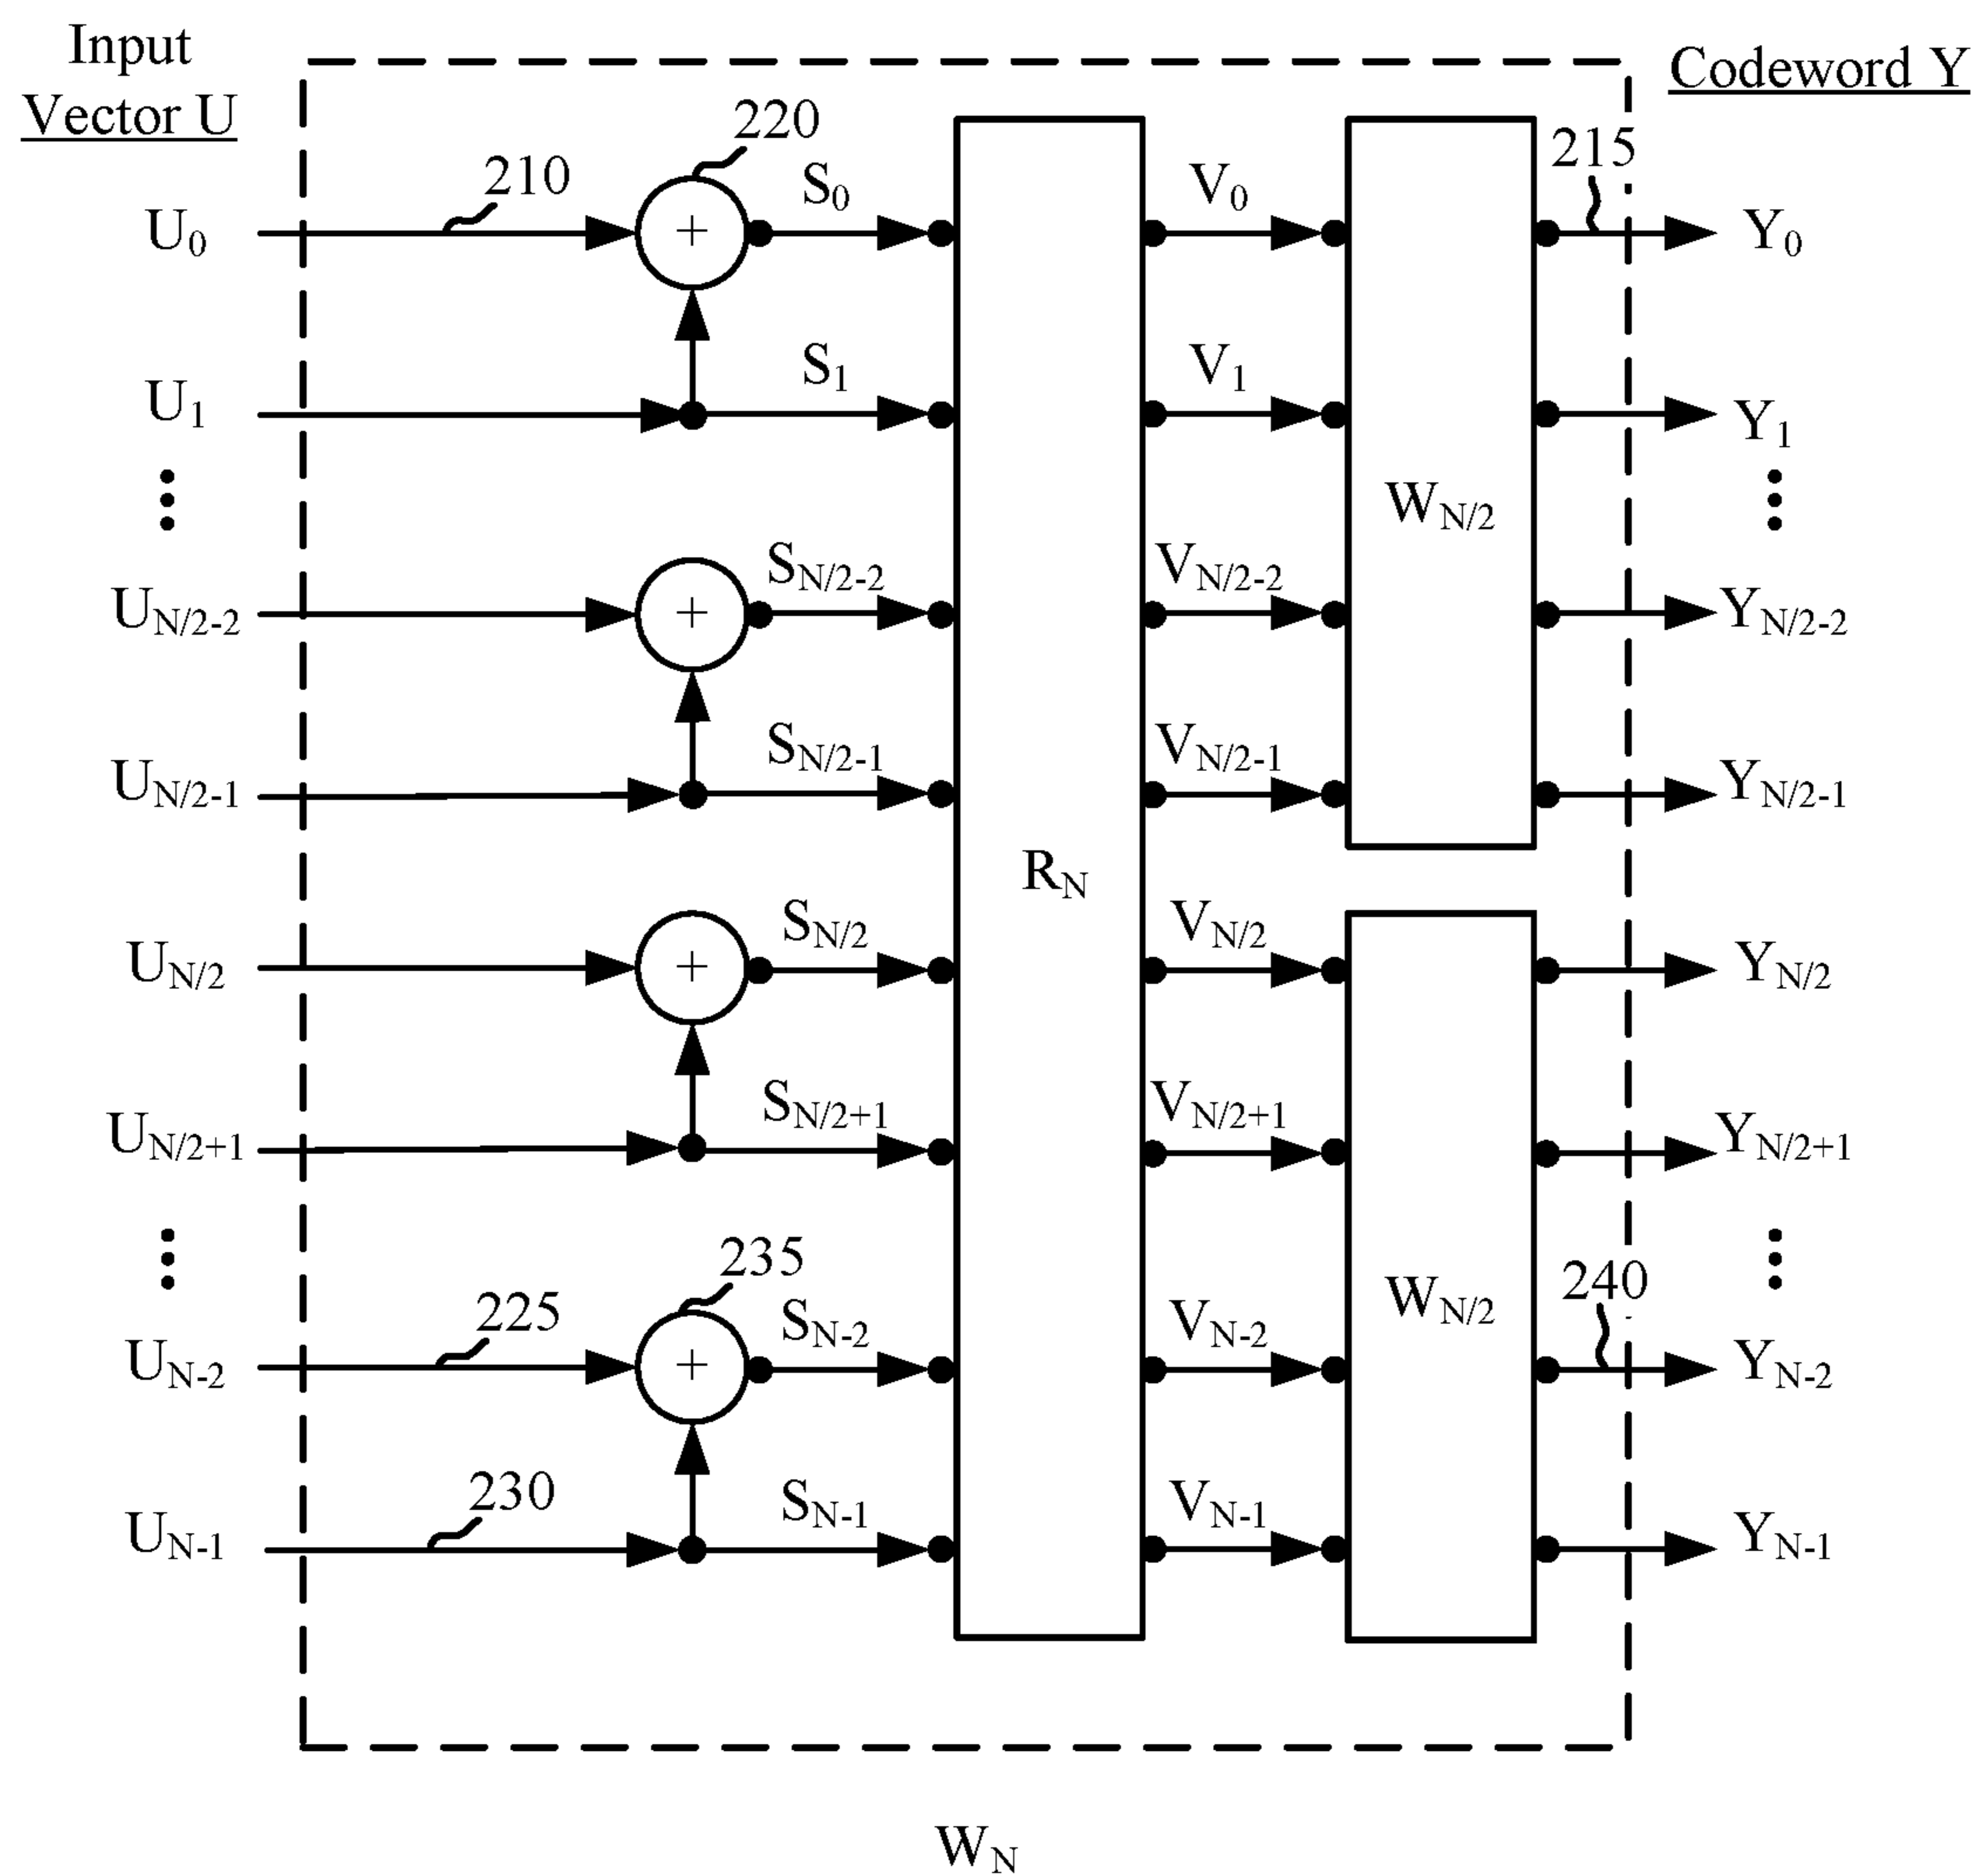 Input
Vector U
Codeword Y
220
215
210
S0
V0
U0
+
Y0
S1
V1
U1
Y1
WN/2
SN/2-2
VN/2-2
UN/2-2
+
YN/2-2
SN/2-1
VN/2-1
UN/2-1
YN/2-1
RN
SN/2
VN/2
UN/2
+
YN/2
SN/2+1
VN/2+1
UN/2+1
YN/2+1
235
240
225
SN-2
VN-2
WN/2
UN-2
+
YN-2
230
SN-1
VN-1
UN-1
YN-1
WN